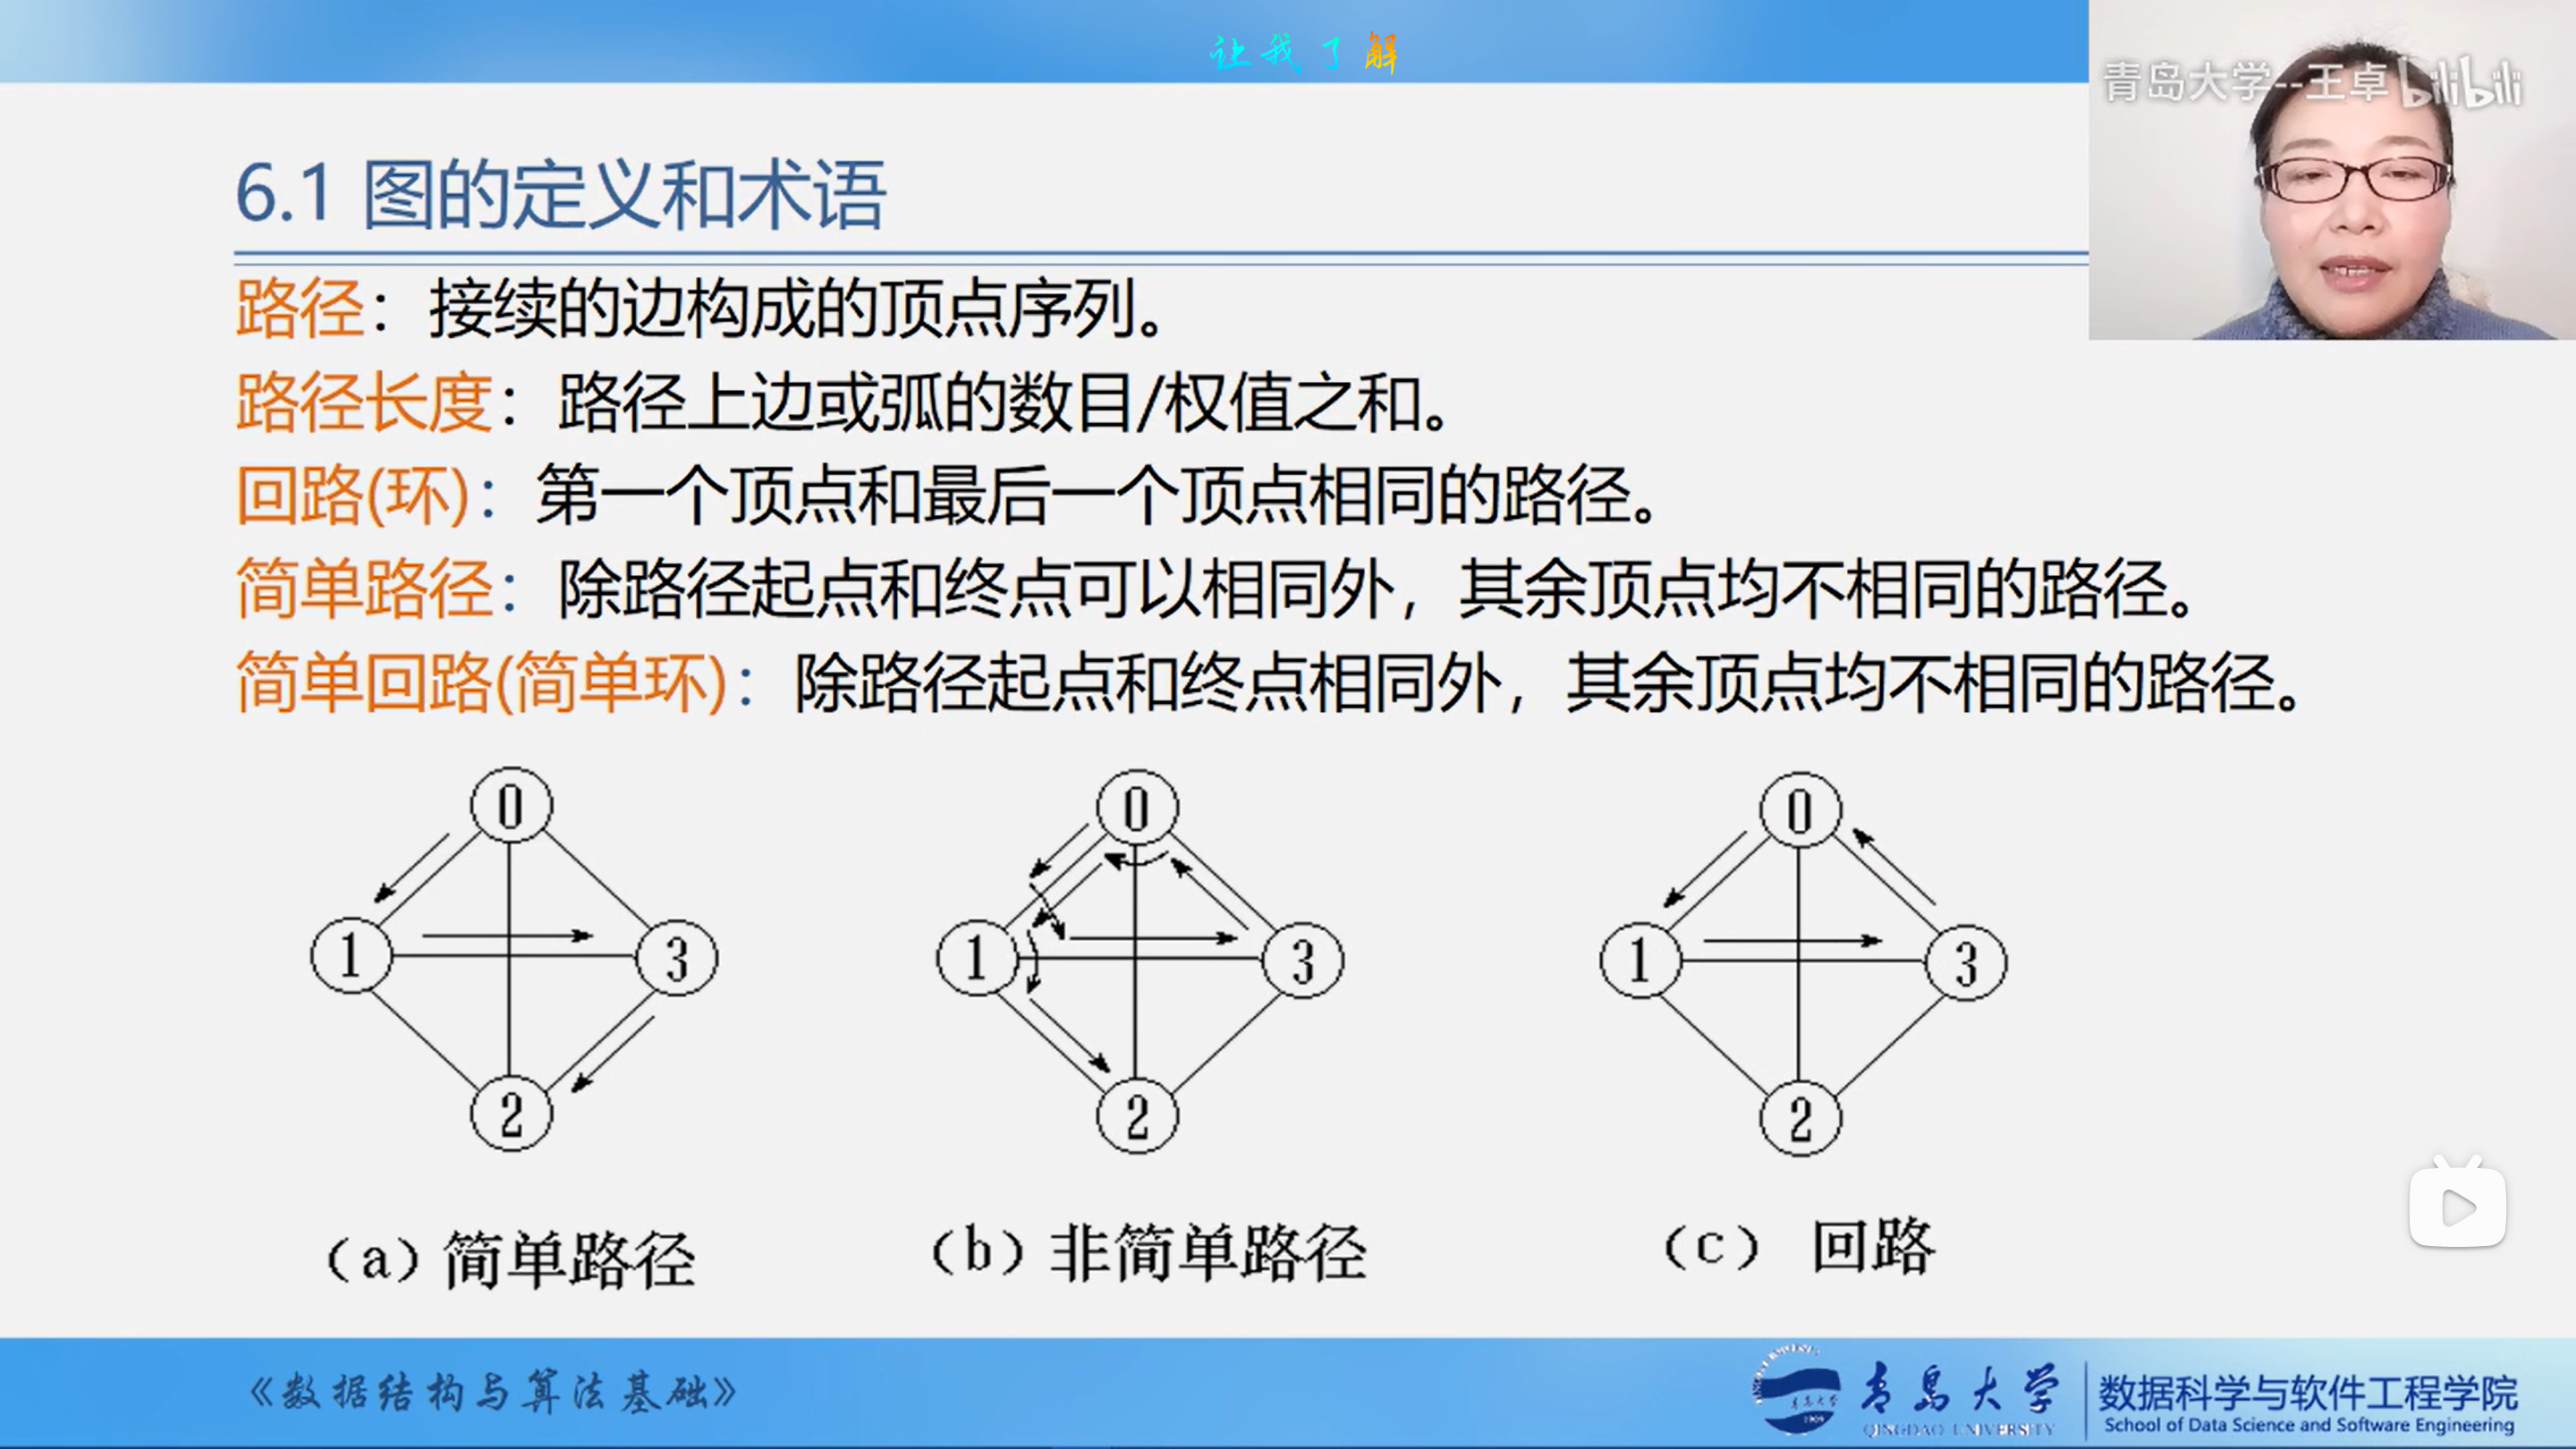 让我了解
青岛大学--王卓 bilibili
6.1 图的定义和术语
路径：接续的边构成的顶点序列。
路径长度：路径上边或弧的数目/权值之和。
回路(环)：第一个顶点和最后一个顶点相同的路径。
简单路径：除路径起点和终点可以相同外，其余顶点均不相同的路径。
简单回路(简单环)：除路径起点和终点相同外，其余顶点均不相同的路径。
0
1
3
2
(a)简单路径
0
1
3
2
(b)非简单路径
0
1
3
2
(c) 回路
《数据结构与算法基础》
青岛大学
QINGDAO UNIVERSITY
数据科学与软件工程学院
School of Data Science and Software Engineering